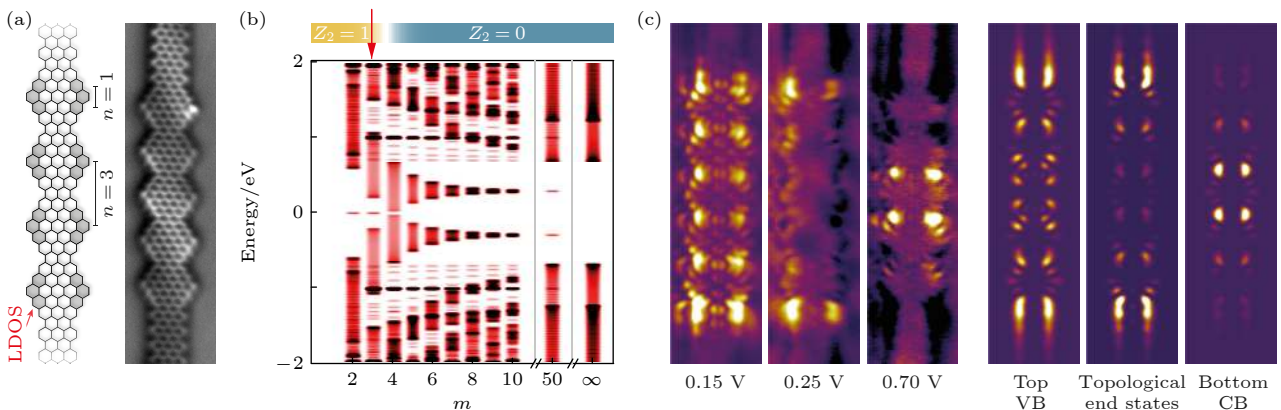 (a)
n = 1
n = 3
LDOS
(b)
Z2 = 1
Z2 = 0
Energy/eV
2
1
0
−2
2
4
6
8
10
50
∞
m
(c)
0.15 V
0.25 V
0.70 V
Top
VB
Topological
end states
Bottom
CB